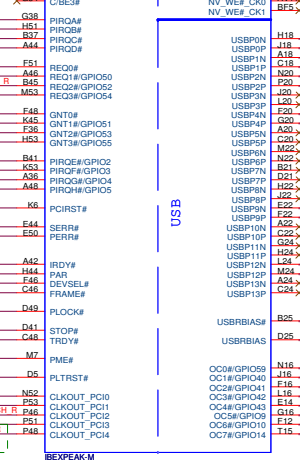 C/BE3#
NV_WE#_CK0
BF5
NV_WE#_CK1
G38 PIRQA#
H51 PIRQB#
B37 PIRQC#
A44 PIRQD#
F51 REQ0#
A46 REQ1#/GPIO50
R B45 REQ2#/GPIO52
M53 REQ3#/GPIO54
F48 GNT0#
K45 GNT1#/GPIO51
F36 GNT2#/GPIO53
H53 GNT3#/GPIO55
B41 PIRQE#/GPIO2
K53 PIRQF#/GPIO3
A36 PIRQG#/GPIO4
A48 PIRQH#/GPIO5
K6 PCIRST#
E44 SERR#
E50 PERR#
A42 IRDY#
H44 PAR
F46 DEVSEL#
C46 FRAME#
D49 PLOCK#
D41 STOP#
C48 TRDY#
M7 PME#
D5 PLTRST#
N52 CLKOUT_PCI0
P53 CLKOUT_PCI1
H_R P46 CLKOUT_PCI2
P51 CLKOUT_PCI3
P48 CLKOUT_PCI4
USB
USBP0N H18
USBP0P J18
USBP1N A18
USBP1P C18
USBP2N N20
USBP2P P20
USBP3N J20
USBP3P L20
USBP4N F20
USBP4P G20
USBP5N A20
USBP5P C20
USBP6N M22
USBP6P N22
USBP7N B21
USBP7P D21
USBP8N H22
USBP8P J22
USBP9N E22
USBP9P F22
USBP10N A22
USBP10P C22
USBP11N G24
USBP11P H24
USBP12N L24
USBP12P M24
USBP13N A24
USBP13P C24
USBRBIAS# B25
USBRBIAS D25
OC0#/GPIO59 N16
OC1#/GPIO40 J16
OC2#/GPIO41 F16
OC3#/GPIO42 L16
OC4#/GPIO43 E14
OC5#/GPIO9 G16
OC6#/GPIO10 F12
OC7#/GPIO14 T15
IBEXPEAK-M